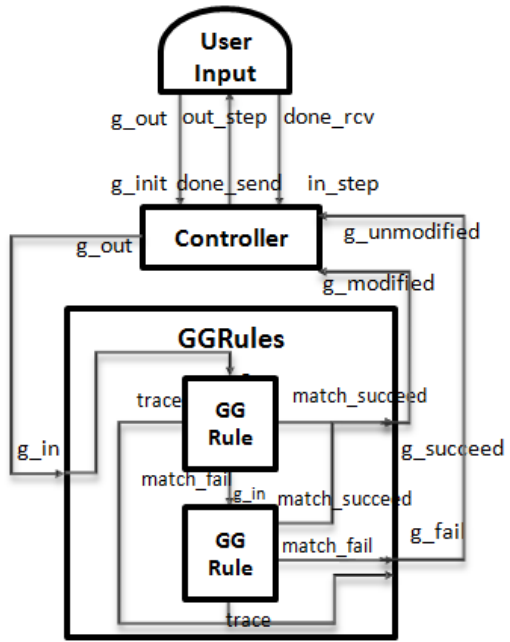 User
Input
g_out out_step done_rcv
g_init done_send in_step
Controller
g_unmodified
g_out
g_modified
GGRules
trace
match_succeed
GG
Rule
g_in
g_succeed
match_fail
g_in
match_succeed
GG
Rule
match_fail
g_fail
trace